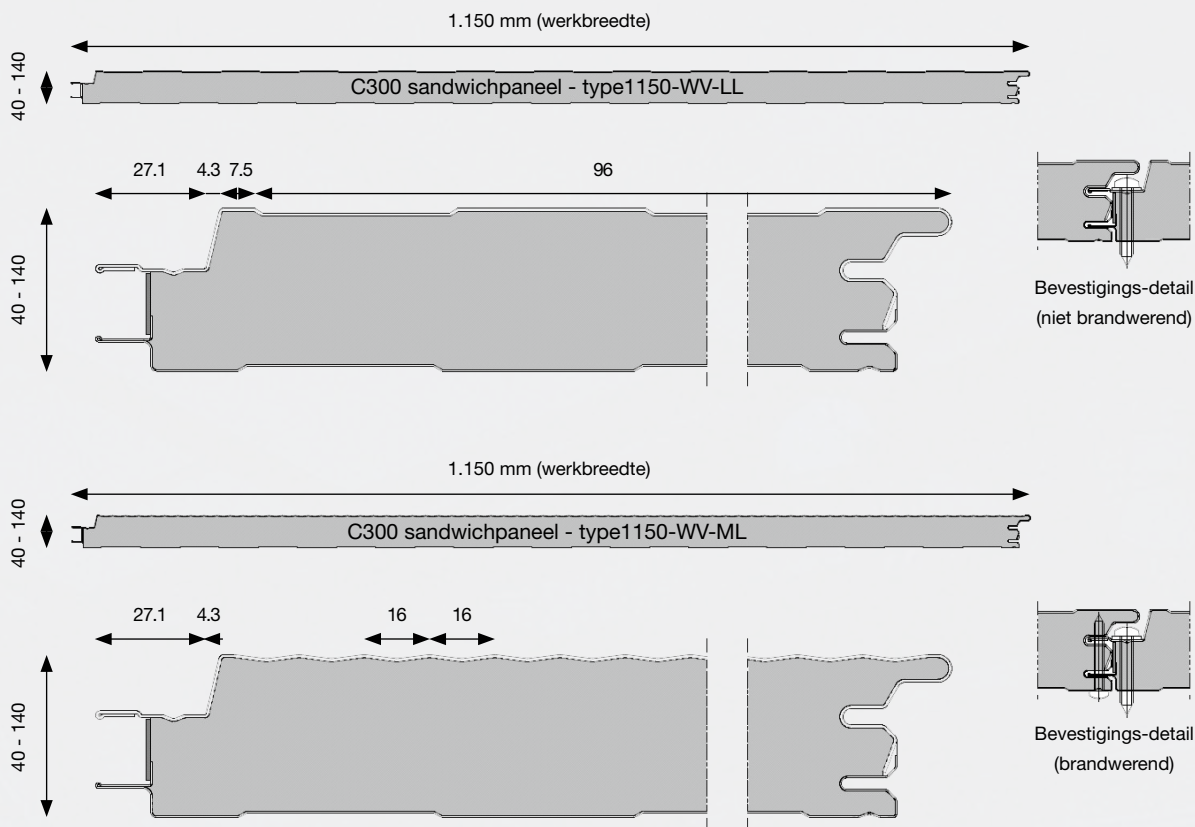 1.150 mm (werkbreedte)
40 - 140
C300 sandwichpaneel - type1150-WV-LL
27.1 4.3 7.5 96
40 - 140
Bevestigings-detail
(niet brandwerend)
1.150 mm (werkbreedte)
40 - 140
C300 sandwichpaneel - type1150-WV-ML
27.1 4.3 16 16
40 - 140
Bevestigings-detail
(brandwerend)